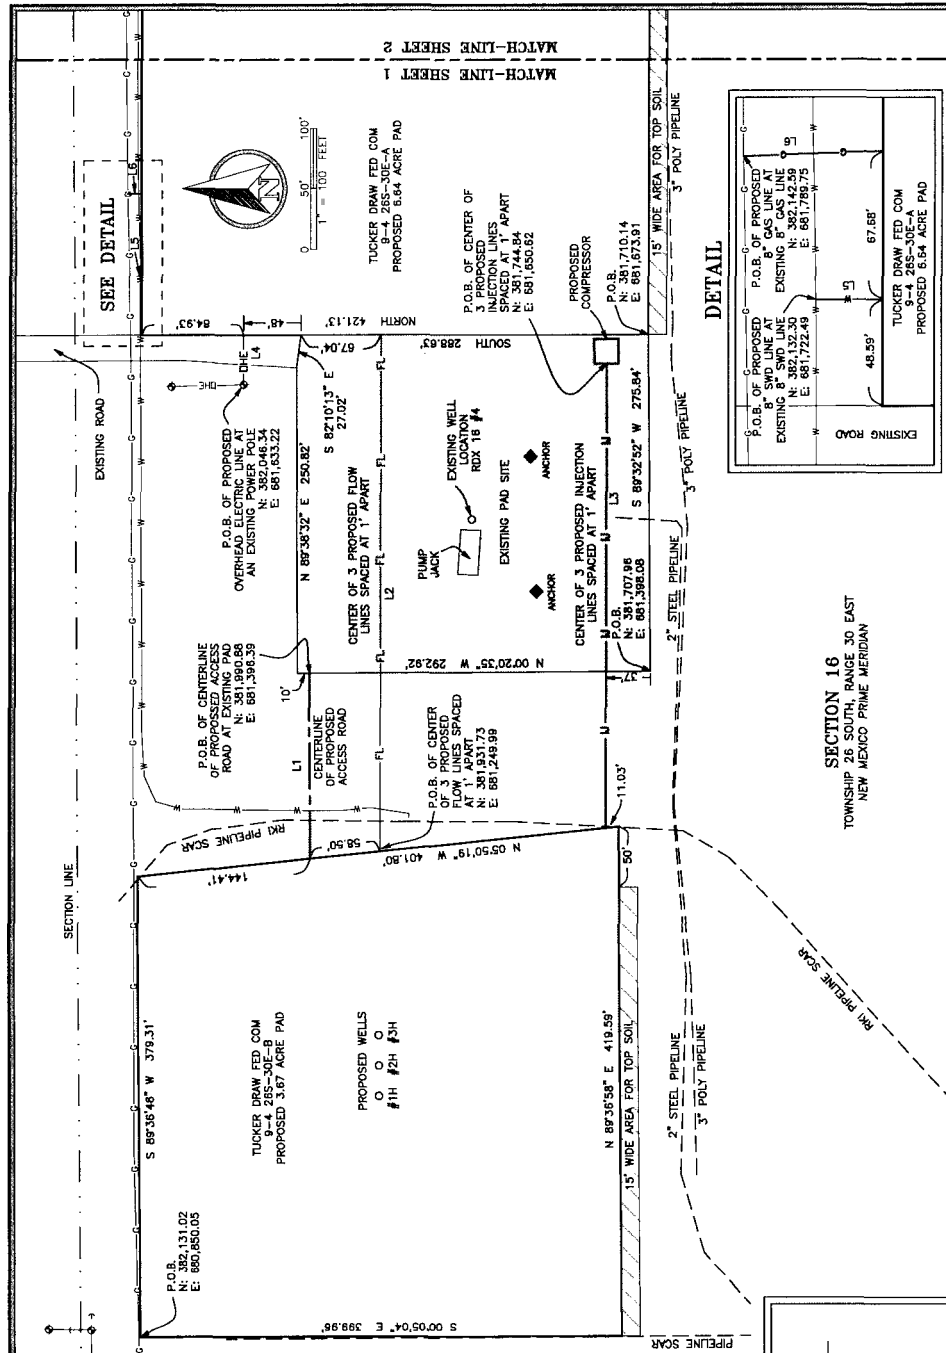 MATCH-LINE SHEET 2
MATCH-LINE SHEET 1
SECTION LINE
EXISTING ROAD
SEE DETAIL
L5
L6
84.93'
48'
OHE
OHE
L4
NORTH 421.13'
67.04'
SOUTH 288.63'
N
0 50' 100'
1" = 100 FEET
TUCKER DRAW FED COM
9-4 26S-30E-A
PROPOSED 6.64 ACRE PAD
P.O.B. OF CENTER OF
3 PROPOSED
INJECTION LINES
SPACED AT 1' APART
N: 381,744.84
E: 681,650.62
PROPOSED
COMPRESSOR
P.O.B.
N: 381,710.14
E: 681,673.91
15' WIDE AREA FOR TOP SOIL
3" POLY PIPELINE
P.O.B. OF PROPOSED
OVERHEAD ELECTRIC LINE AT
AN EXISTING POWER POLE
N: 382,046.34
E: 681,633.22
S 82°10'13" E
27.02'
N 89°38'32" E 250.82'
CENTER OF 3 PROPOSED FLOW
LINES SPACED AT 1' APART
FL
FL
FL
FL
L2
PUMP
JACK
EXISTING WELL
LOCATION
RDX 16 #4
EXISTING PAD SITE
ANCHOR
ANCHOR
CENTER OF 3 PROPOSED INJECTION
LINES SPACED AT 1' APART
L3
S 89°32'52" W 275.84'
P.O.B.
N: 381,707.96
E: 681,398.08
N 00°20'35" W 292.92'
37'
2" STEEL PIPELINE
3" POLY PIPELINE
P.O.B. OF CENTERLINE
OF PROPOSSED ACCESS
ROAD AT EXISTING PAD
N: 381,990.88
E: 681,396.39
10'
L1
CENTERLINE
OF PROPOSED
ACCESS ROAD
P.O.B. OF CENTER
OF 3 PROPOSED
FLOW LINES SPACED
AT 1' APART
N: 381,931.73
E: 681,249.99
RKI PIPELINE SCAR
144.41'
58.50'
N 05°50'19" W 401.80'
11.03'
50'
S 89°36'48" W 379.31'
TUCKER DRAW FED COM
9-4 26S-30E-B
PROPOSED 3.67 ACRE PAD
PROPOSED WELLS
#1H #2H #3H
N 89°36'58" E 419.59'
15' WIDE AREA FOR TOP SOIL
2" STEEL PIPELINE
3" POLY PIPELINE
RKI PIPELINE SCAR
P.O.B.
N: 382,131.02
E: 680,850.05
S 00°05'04" E 399.96'
PIPELINE SCAR
SECTION 16
TOWNSHIP 26 SOUTH, RANGE 30 EAST
NEW MEXICO PRIME MERIDIAN
DETAIL
P.O.B. OF PROPOSED
8" SWD LINE AT
EXISTING 8" SWD LINE
N: 382,132.30
E: 681,722.49
P.O.B. OF PROPOSED
8" GAS LINE AT
EXISTING 8" GAS LINE
N: 382,142.59
E: 681,789.75
L5
L6
48.59'
67.68'
EXISTING ROAD
TUCKER DRAW FED COM
9-4 26S-30E-A
PROPOSED 6.64 ACRE PAD